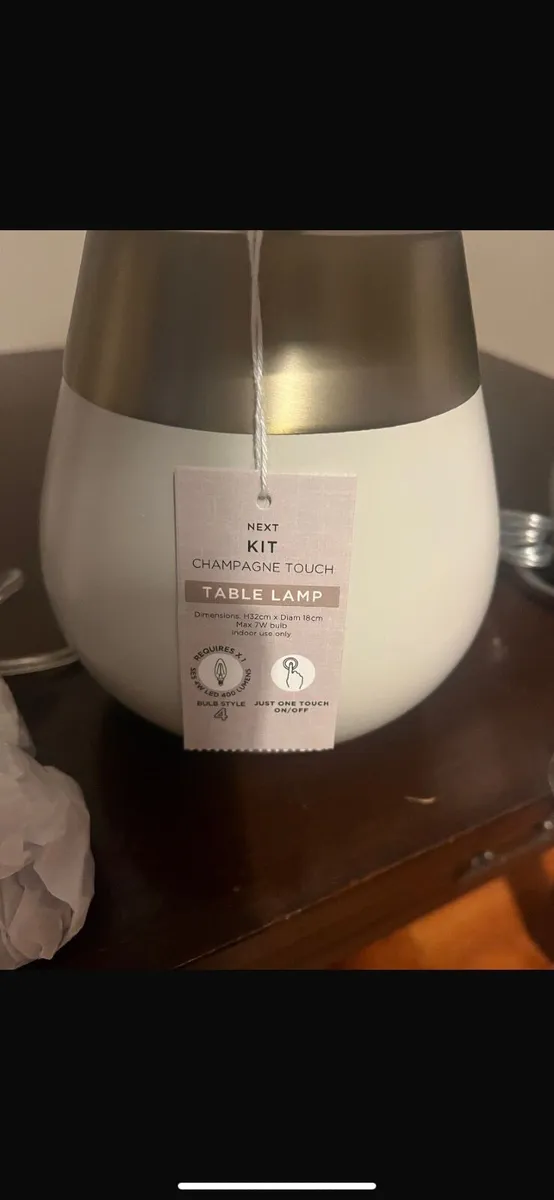 NEXT
KIT
CHAMPAGNE TOUCH
TABLE LAMP
Dimensions: H32cm x Diam 18cm
Max 7W bulb
Indoor use only
REQUIRES X 1
SES 4W LED 400 LUMENS
BULB STYLE
4
JUST ONE TOUCH
ON/OFF